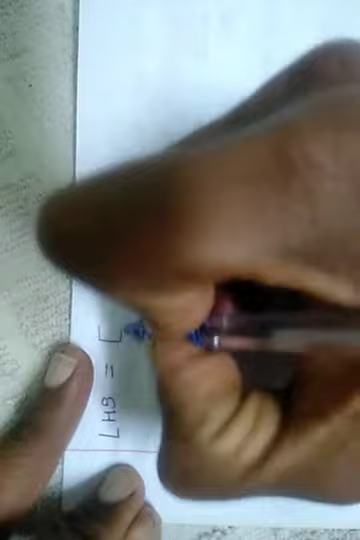 LHS = [